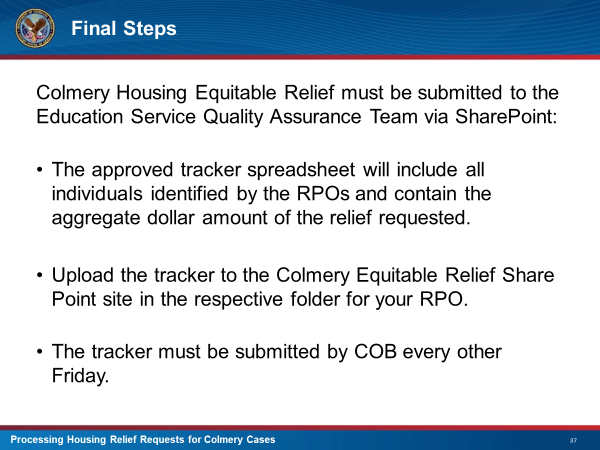 Final Steps
Colmery Housing Equitable Relief must be submitted to the
Education Service Quality Assurance Team via SharePoint:
• The approved tracker spreadsheet will include all
individuals identified by the RPOs and contain the
aggregate dollar amount of the relief requested.
• Upload the tracker to the Colmery Equitable Relief Share
Point site in the respective folder for your RPO.
• The tracker must be submitted by COB every other
Friday.
Processing Housing Relief Requests for Colmery Cases
37